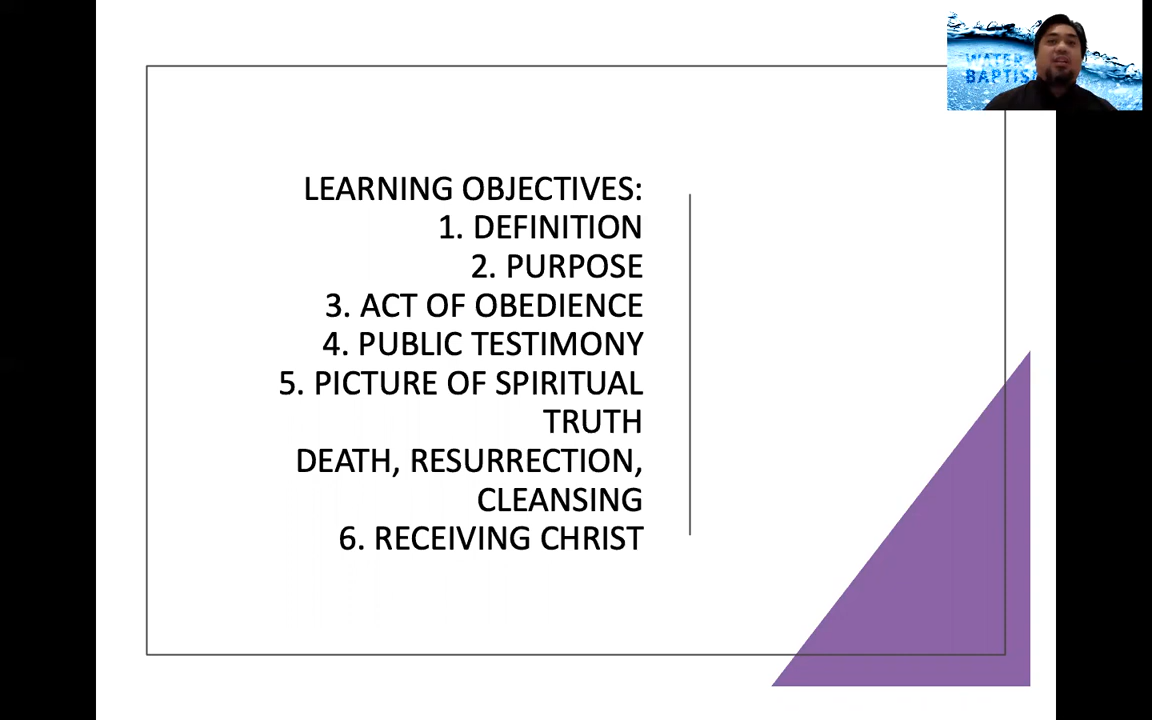 LEARNING OBJECTIVES:
1. DEFINITION
2. PURPOSE
3. ACT OF OBEDIENCE
4. PUBLIC TESTIMONY
5. PICTURE OF SPIRITUAL
TRUTH
DEATH, RESURRECTION,
CLEANSING
6. RECEIVING CHRIST
WATER